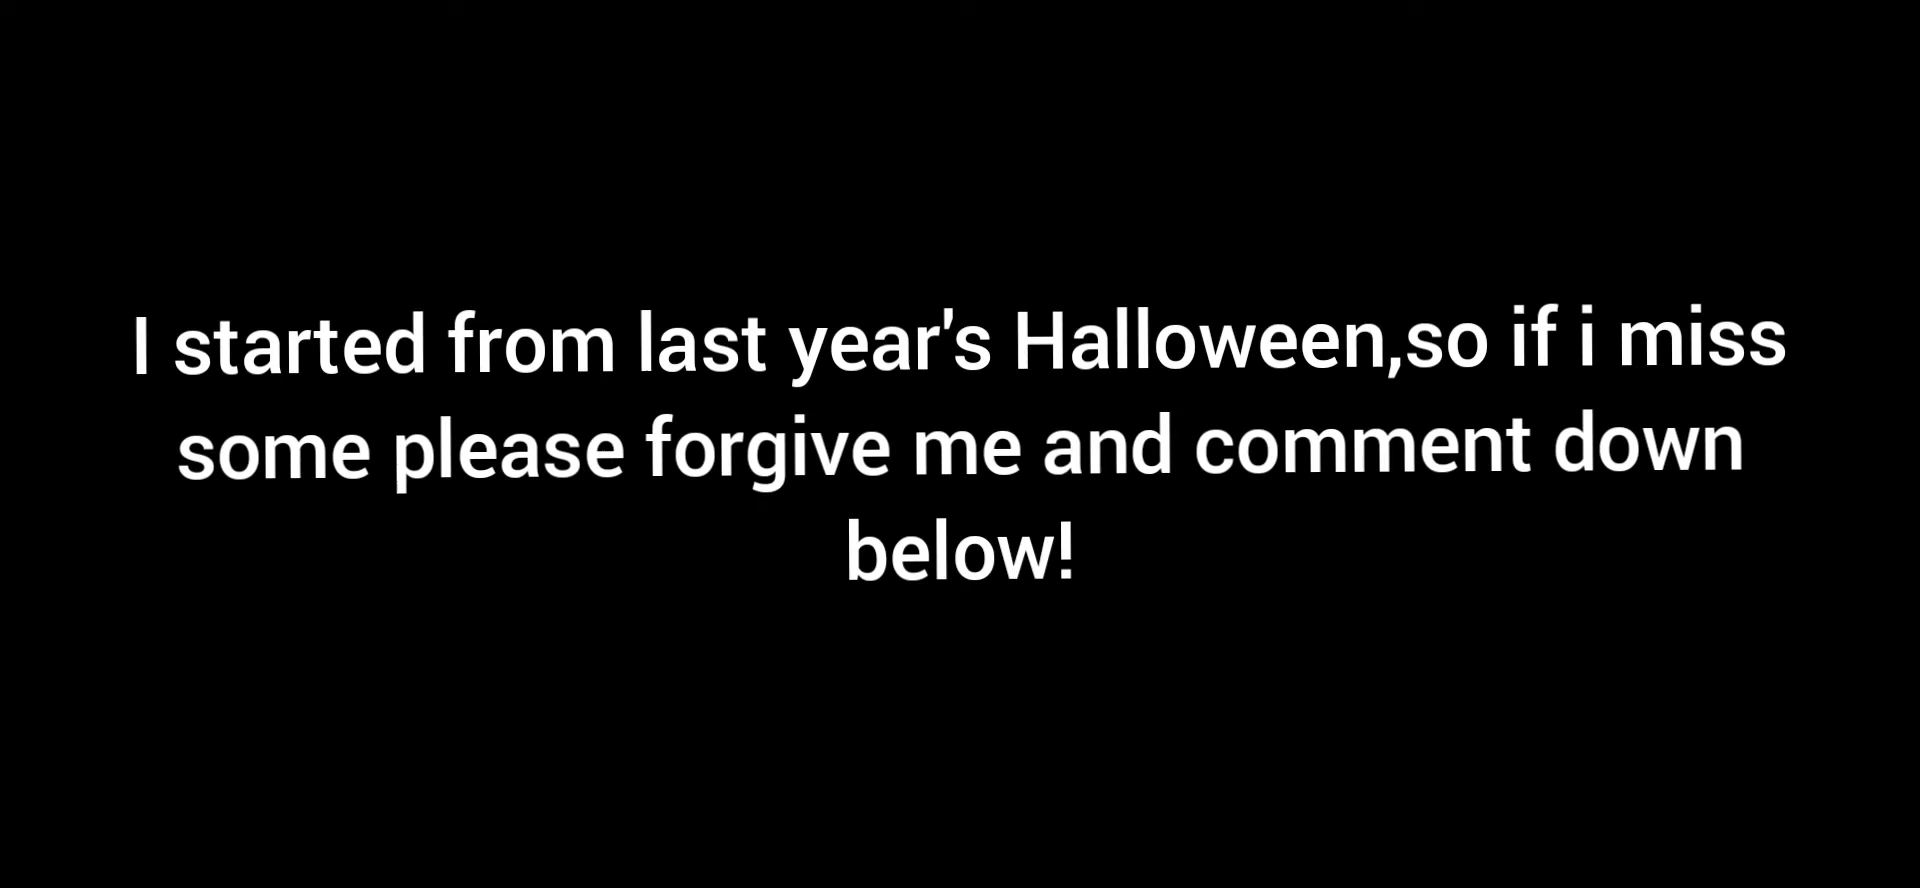 I started from last year's Halloween,so if i miss
some please forgive me and comment down
below!